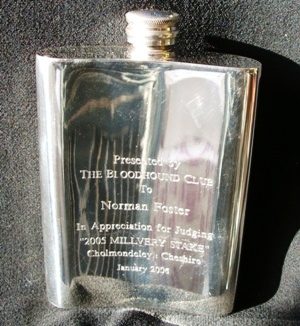 Presented by
THE BLOODHOUND CLUB
To
Norman Foster
In Appreciation for Judging
"2005 MILLVERY STAKE"
Cholmondeley: Cheshire
January 2006